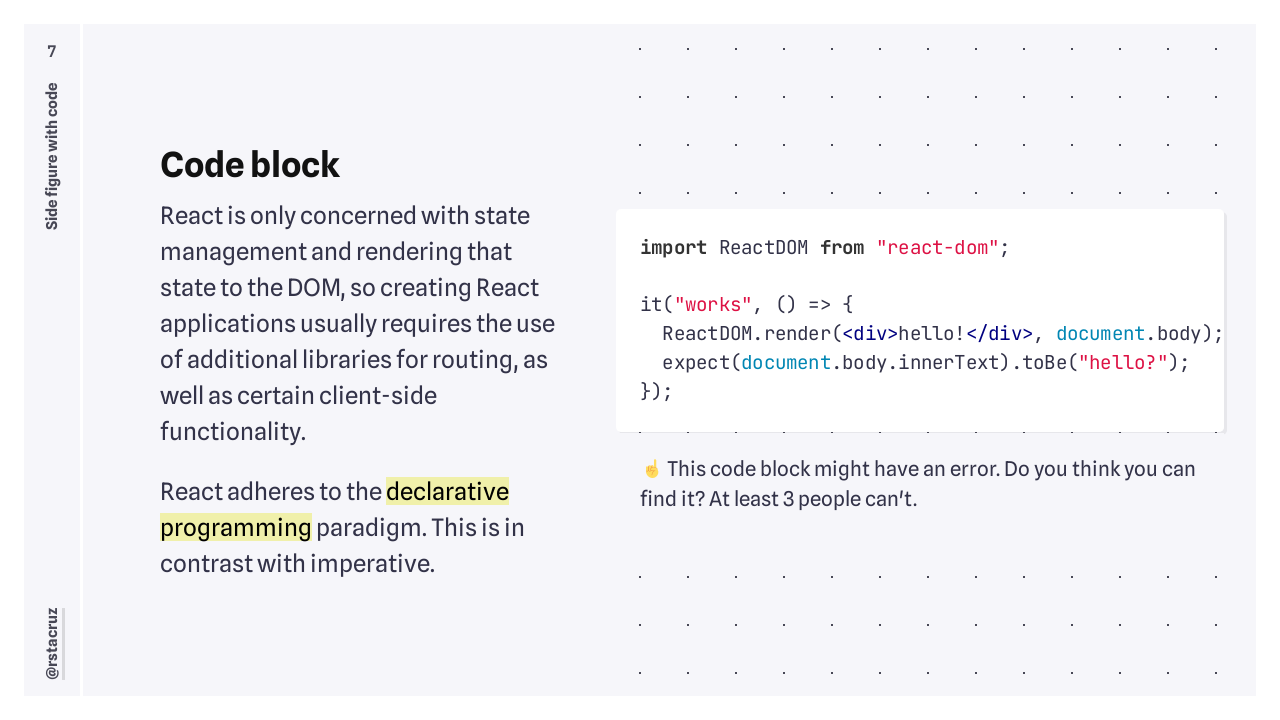 7
Side figure with code
@rstacruz
Code block
React is only concerned with state
management and rendering that
state to the DOM, so creating React
applications usually requires the use
of additional libraries for routing, as
well as certain client-side
functionality.
React adheres to the declarative
programming paradigm. This is in
contrast with imperative.
import ReactDOM from "react-dom";
it("works", () => {
  ReactDOM.render(<div>hello!</div>, document.body);
  expect(document.body.innerText).toBe("hello?");
});
☝️ This code block might have an error. Do you think you can
find it? At least 3 people can't.